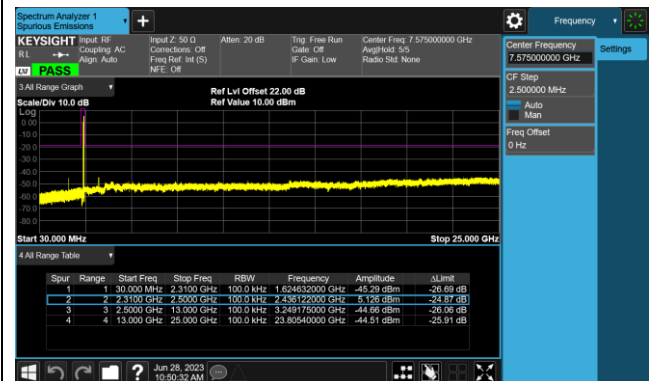 Spectrum Analyzer 1
Spurious Emissions
Frequency
KEYSIGHT
Input: RF
Coupling: AC
Align: Auto
Input Z: 50 Ω
Corrections: Off
Freq Ref: Int (S)
NFE: Off
Atten: 20 dB
Trig: Free Run
Gate: Off
IF Gain: Low
Center Freq: 7.575000000 GHz
Avg|Hold: 5/5
Radio Std: None
R L
LXI PASS
Center Frequency
7.575000000 GHz
Settings
CF Step
2.500000 MHz
Auto
Man
Freq Offset
0 Hz
3 All Range Graph
Scale/Div 10.0 dB
Ref Lvl Offset 22.00 dB
Ref Value 10.00 dBm
Log
0.00
-10.0
-20.0
-30.0
-40.0
-50.0
-60.0
-70.0
-80.0
Start 30.000 MHz
Stop 25.000 GHz
4 All Range Table
Spur Range Start Freq Stop Freq RBW Frequency Amplitude ΔLimit
1 1 30.000 MHz 2.3100 GHz 100.0 kHz 1.624632000 GHz -45.29 dBm -26.69 dB
2 2 2.3100 GHz 2.5000 GHz 100.0 kHz 2.436122000 GHz 5.126 dBm -24.87 dB
3 3 2.5000 GHz 13.000 GHz 100.0 kHz 3.249175000 GHz -44.66 dBm -26.06 dB
4 4 13.000 GHz 25.000 GHz 100.0 kHz 23.80540000 GHz -44.51 dBm -25.91 dB
Jun 28, 2023
10:50:32 AM